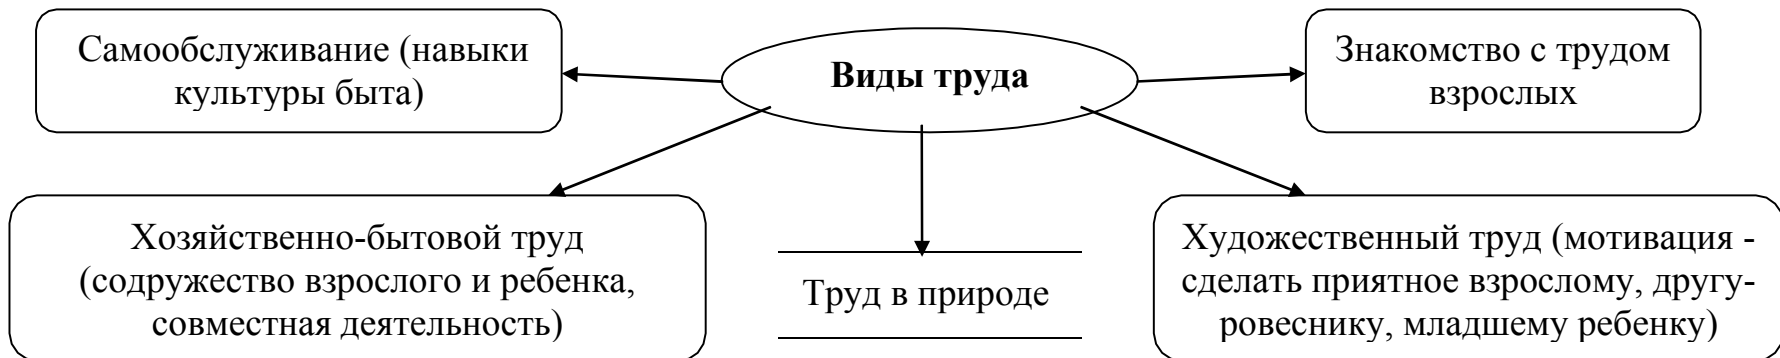 Самообслуживание (навыки
культуры быта)
Виды труда
Знакомство с трудом
взрослых
Хозяйственно-бытовой труд
(содружество взрослого и ребенка,
совместная деятельность)
Труд в природе
Художественный труд (мотивация -
сделать приятное взрослому, другу-
ровеснику, младшему ребенку)